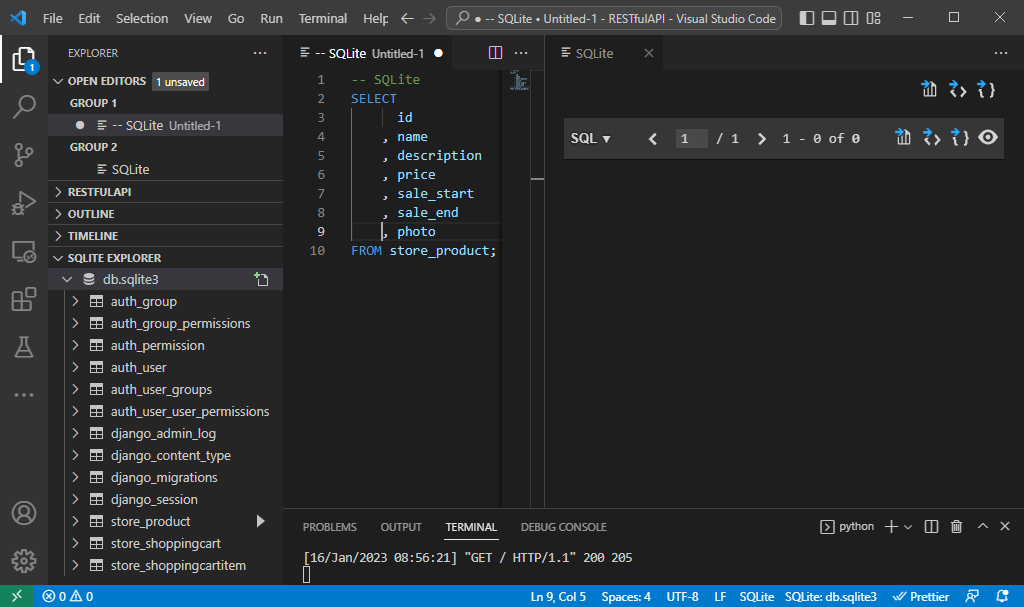 File Edit Selection View Go Run Terminal Help
● -- SQLite • Untitled-1 - RESTfulAPI - Visual Studio Code
EXPLORER
OPEN EDITORS 1 unsaved
GROUP 1
-- SQLite Untitled-1
GROUP 2
SQLite
RESTFULAPI
OUTLINE
TIMELINE
SQLITE EXPLORER
db.sqlite3
auth_group
auth_group_permissions
auth_permission
auth_user
auth_user_groups
auth_user_user_permissions
django_admin_log
django_content_type
django_migrations
django_session
store_product
store_shoppingcart
store_shoppingcartitem
1
-- SQLite Untitled-1 ●
1 -- SQLite
2 SELECT
3 id
4 , name
5 , description
6 , price
7 , sale_start
8 , sale_end
9 , photo
10 FROM store_product;
SQLite
SQL ▼ 1 / 1 1 - 0 of 0
PROBLEMS OUTPUT TERMINAL DEBUG CONSOLE
python
[16/Jan/2023 08:56:21] "GET / HTTP/1.1" 200 205
0 0 Ln 9, Col 5 Spaces: 4 UTF-8 LF SQLite SQLite: db.sqlite3 Prettier